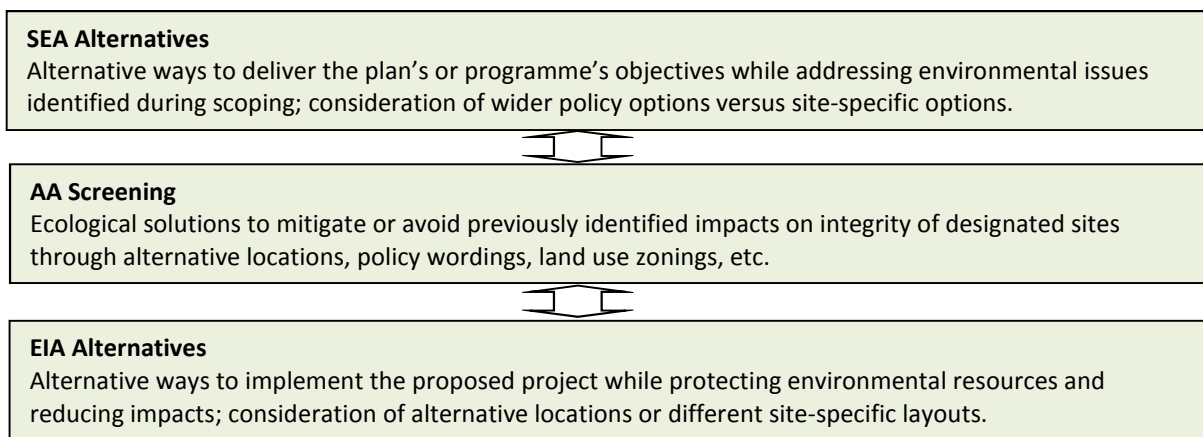 SEA Alternatives
Alternative ways to deliver the plan’s or programme’s objectives while addressing environmental issues
identified during scoping; consideration of wider policy options versus site-specific options.
AA Screening
Ecological solutions to mitigate or avoid previously identified impacts on integrity of designated sites
through alternative locations, policy wordings, land use zonings, etc.
EIA Alternatives
Alternative ways to implement the proposed project while protecting environmental resources and
reducing impacts; consideration of alternative locations or different site-specific layouts.